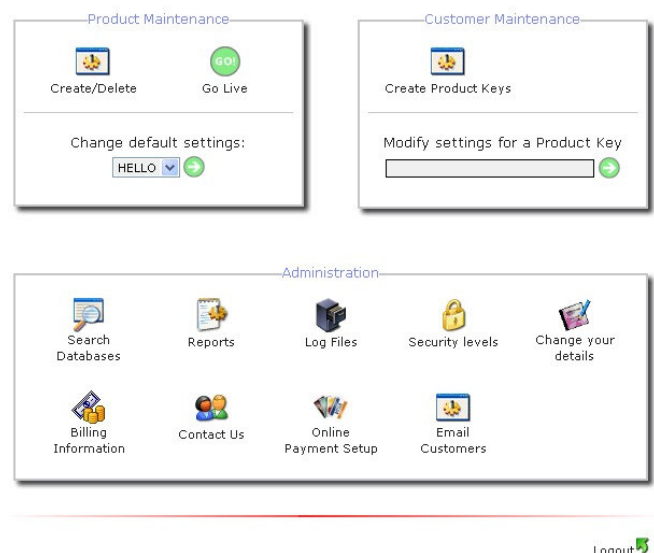 Product Maintenance
Create/Delete
GO!
Go Live
Change default settings:
HELLO
Customer Maintenance
Create Product Keys
Modify settings for a Product Key
Administration
Search
Databases
Reports
Log Files
Security levels
Change your
details
Billing
Information
Contact Us
Online
Payment Setup
Email
Customers
Logout